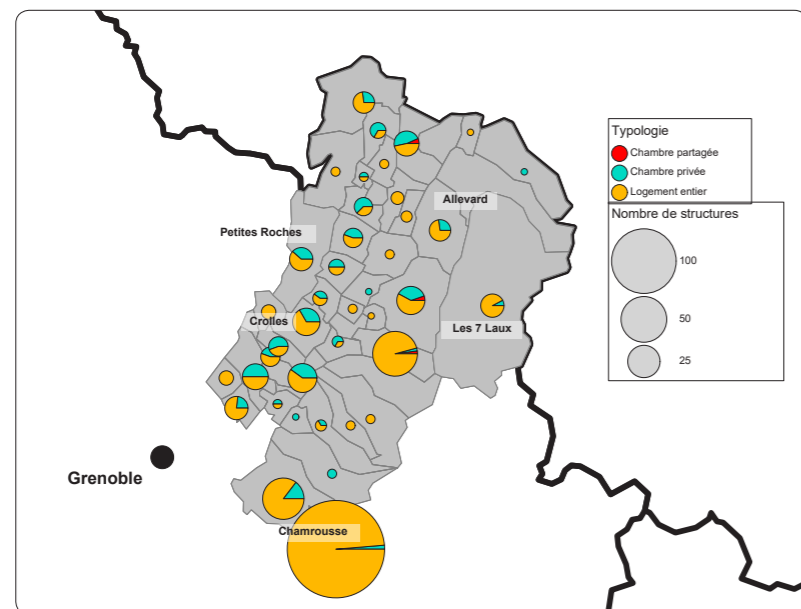 Typologie
Chambre partagée
Chambre privée
Logement entier
Nombre de structures
100
50
25
Allevard
Petites Roches
Crolles
Les 7 Laux
Grenoble
Chamrousse